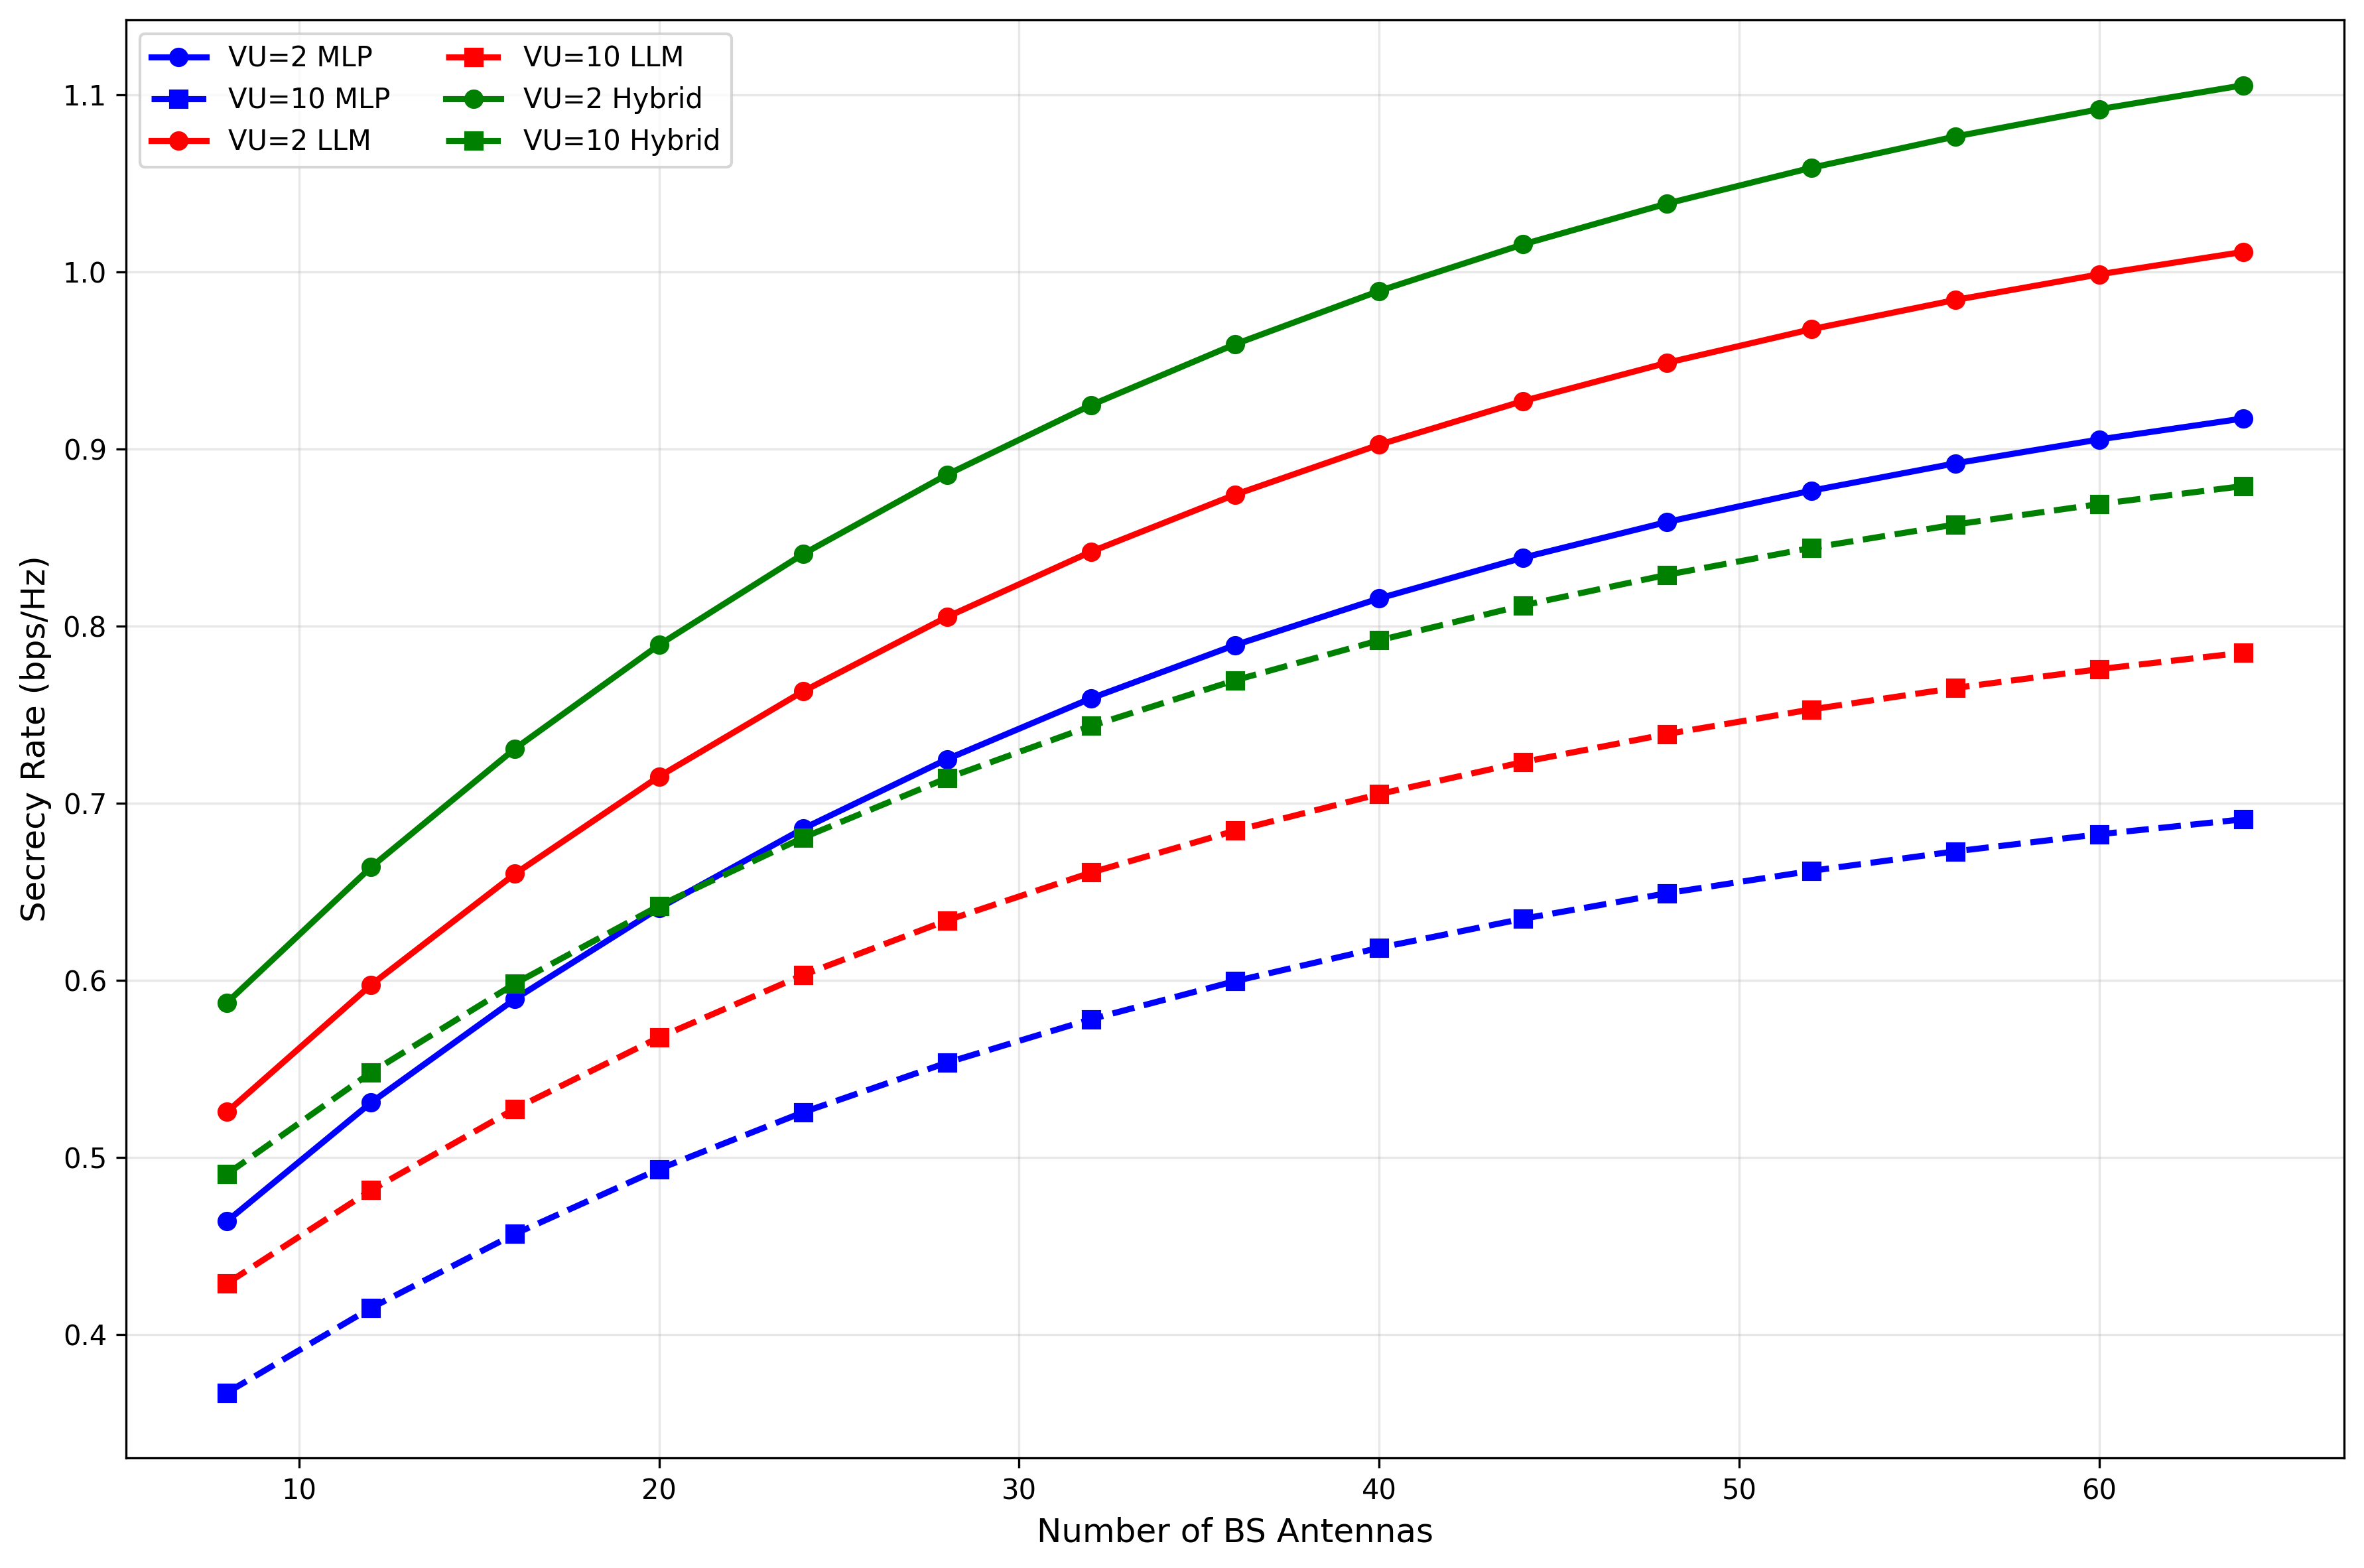 VU=2 MLP
VU=10 MLP
VU=2 LLM
VU=10 LLM
VU=2 Hybrid
VU=10 Hybrid
Secrecy Rate (bps/Hz)
1.1
1.0
0.9
0.8
0.7
0.6
0.5
0.4
10 20 30 40 50 60
Number of BS Antennas